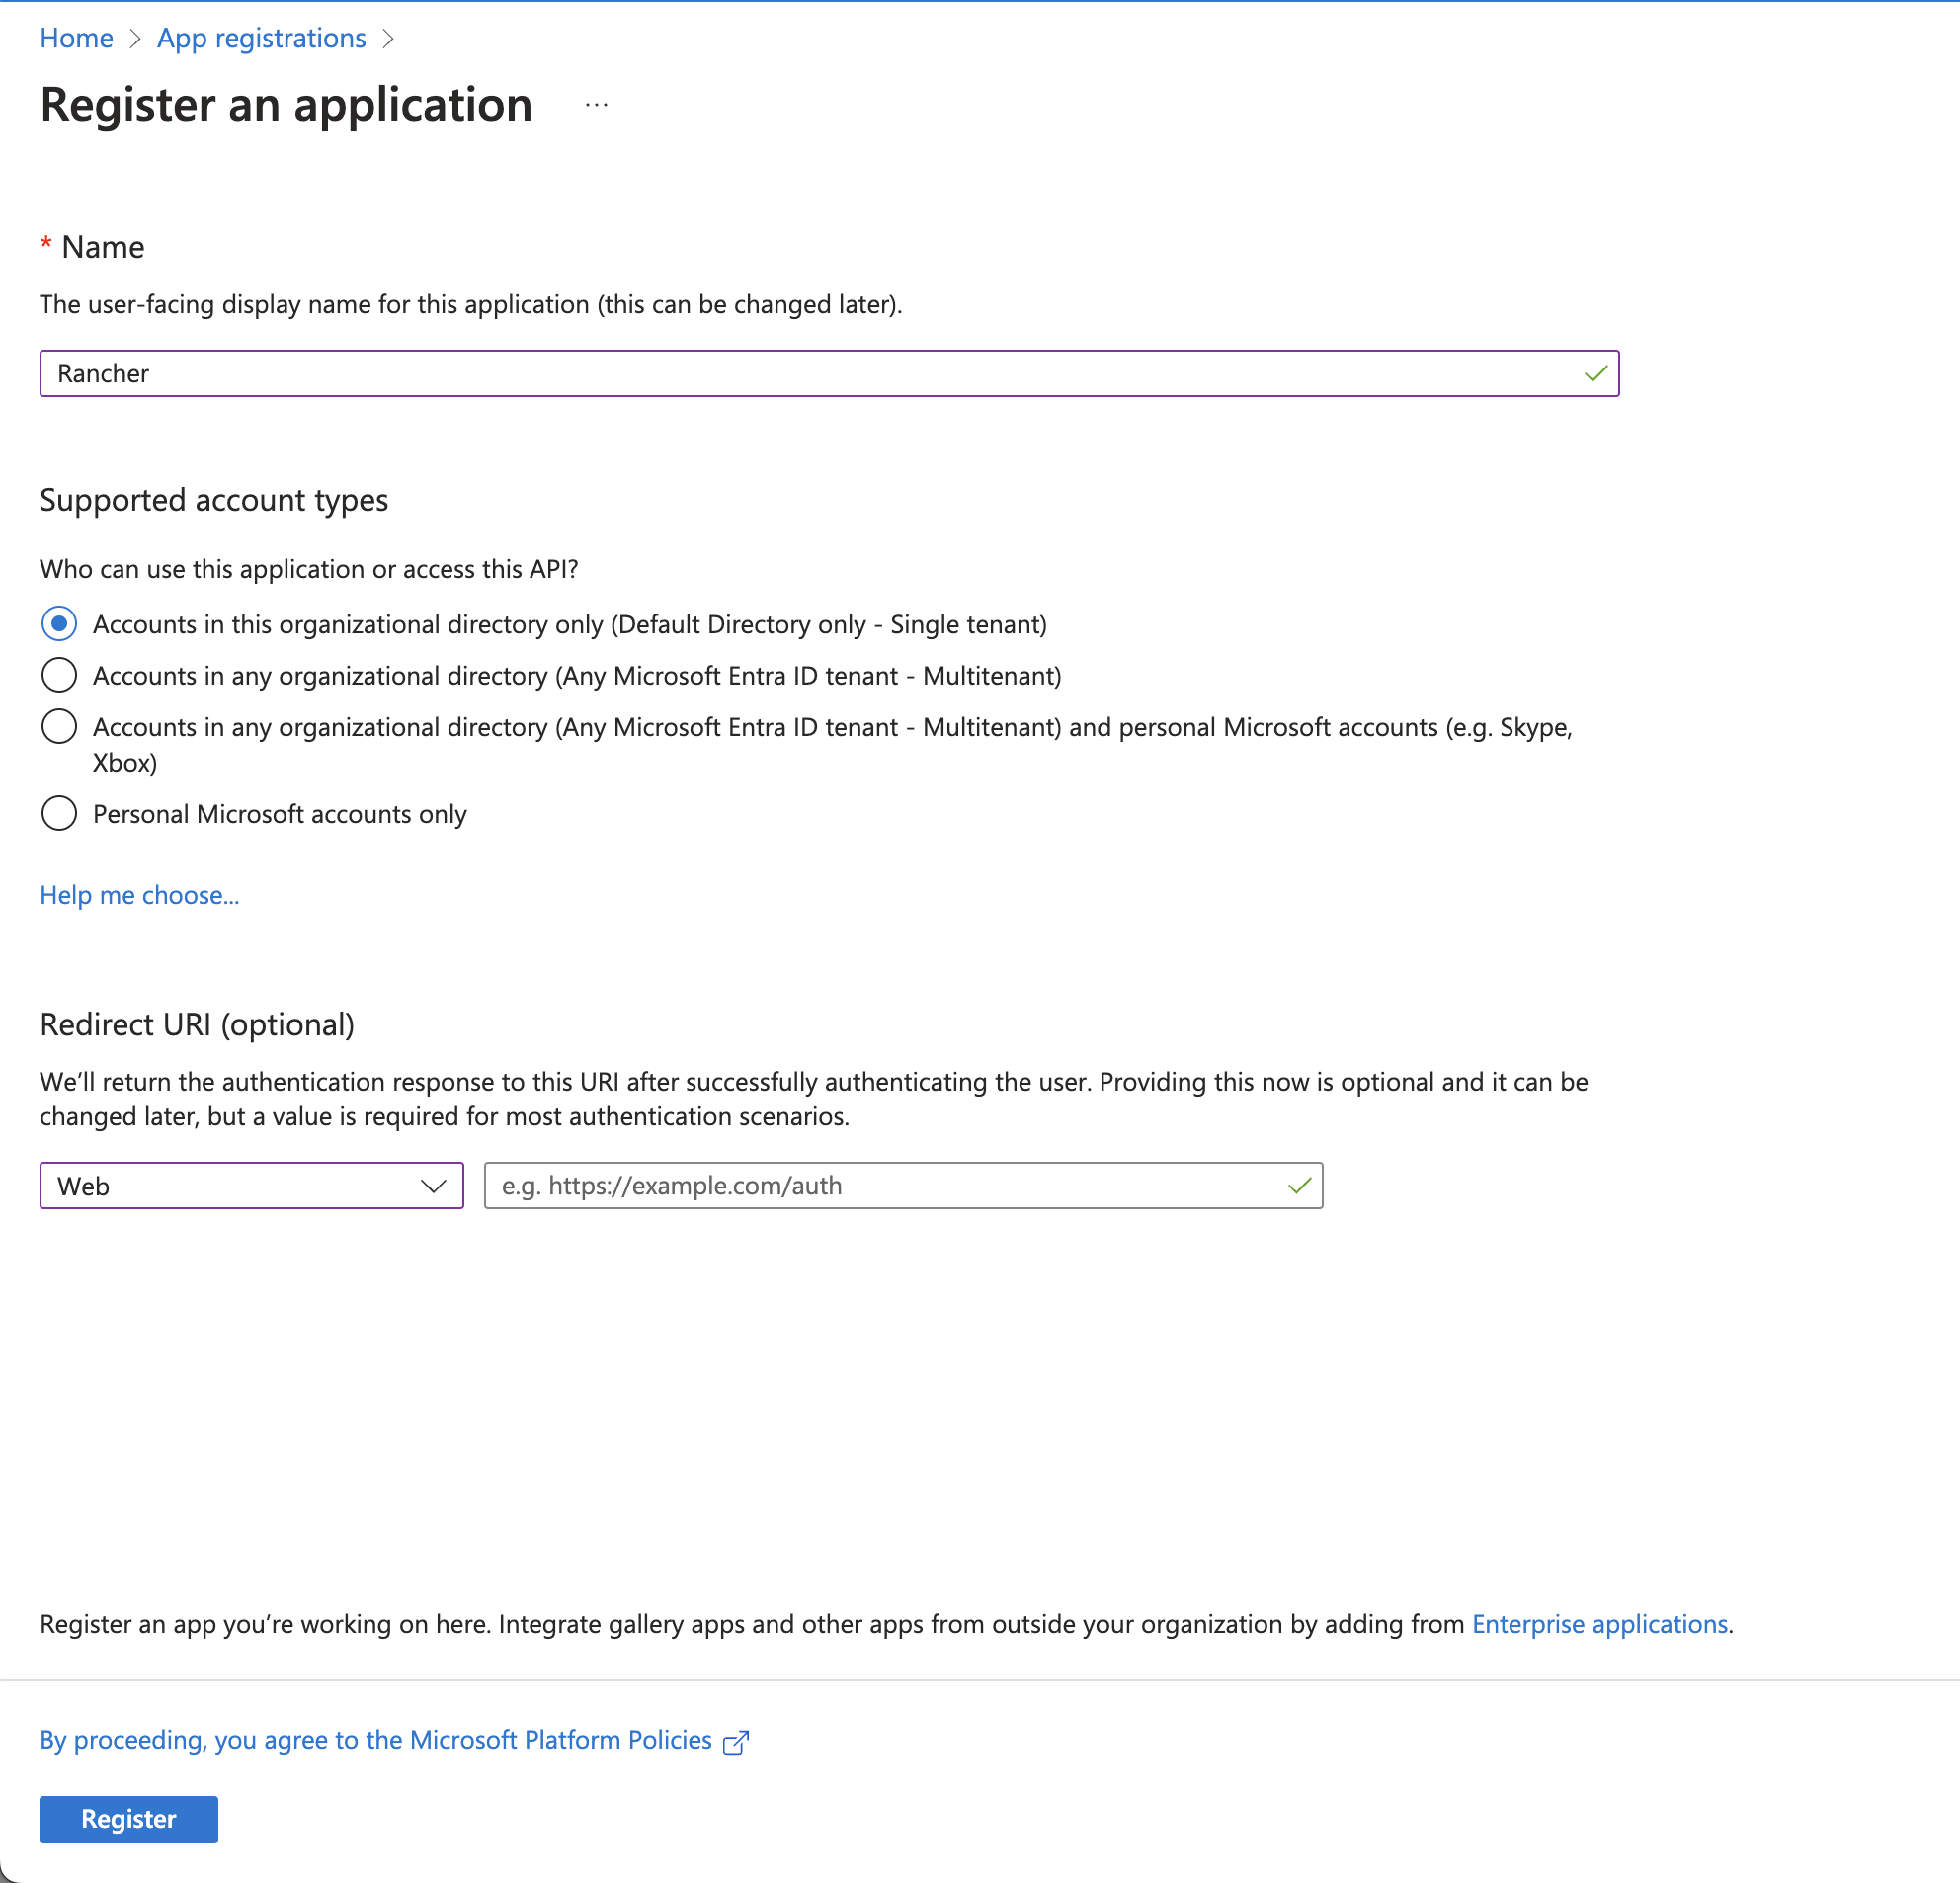 Home > App registrations >
Register an application ...
* Name
The user-facing display name for this application (this can be changed later).
Rancher
Supported account types
Who can use this application or access this API?
Accounts in this organizational directory only (Default Directory only - Single tenant)
Accounts in any organizational directory (Any Microsoft Entra ID tenant - Multitenant)
Accounts in any organizational directory (Any Microsoft Entra ID tenant - Multitenant) and personal Microsoft accounts (e.g. Skype,
Xbox)
Personal Microsoft accounts only
Help me choose...
Redirect URI (optional)
We’ll return the authentication response to this URI after successfully authenticating the user. Providing this now is optional and it can be
changed later, but a value is required for most authentication scenarios.
Web e.g. https://example.com/auth
Register an app you’re working on here. Integrate gallery apps and other apps from outside your organization by adding from Enterprise applications.
By proceeding, you agree to the Microsoft Platform Policies
Register